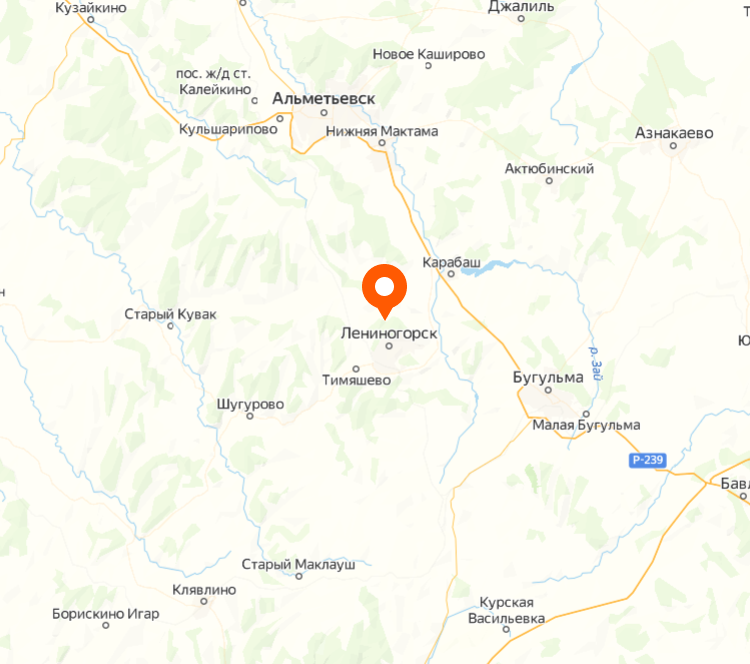 Кузайкино
Джалиль
Новое Каширово
пос. ж/д ст.
Калейкино
Альметьевск
Кульшарипово
Нижняя Мактама
Азнакаево
Актюбинский
Карабаш
Старый Кувак
Лениногорск
р. Зай
Тимяшево
Бугульма
Шугурово
Малая Бугульма
Р-239
Бавл
Старый Маклауш
Клявлино
Борискино Игар
Курская
Васильевка